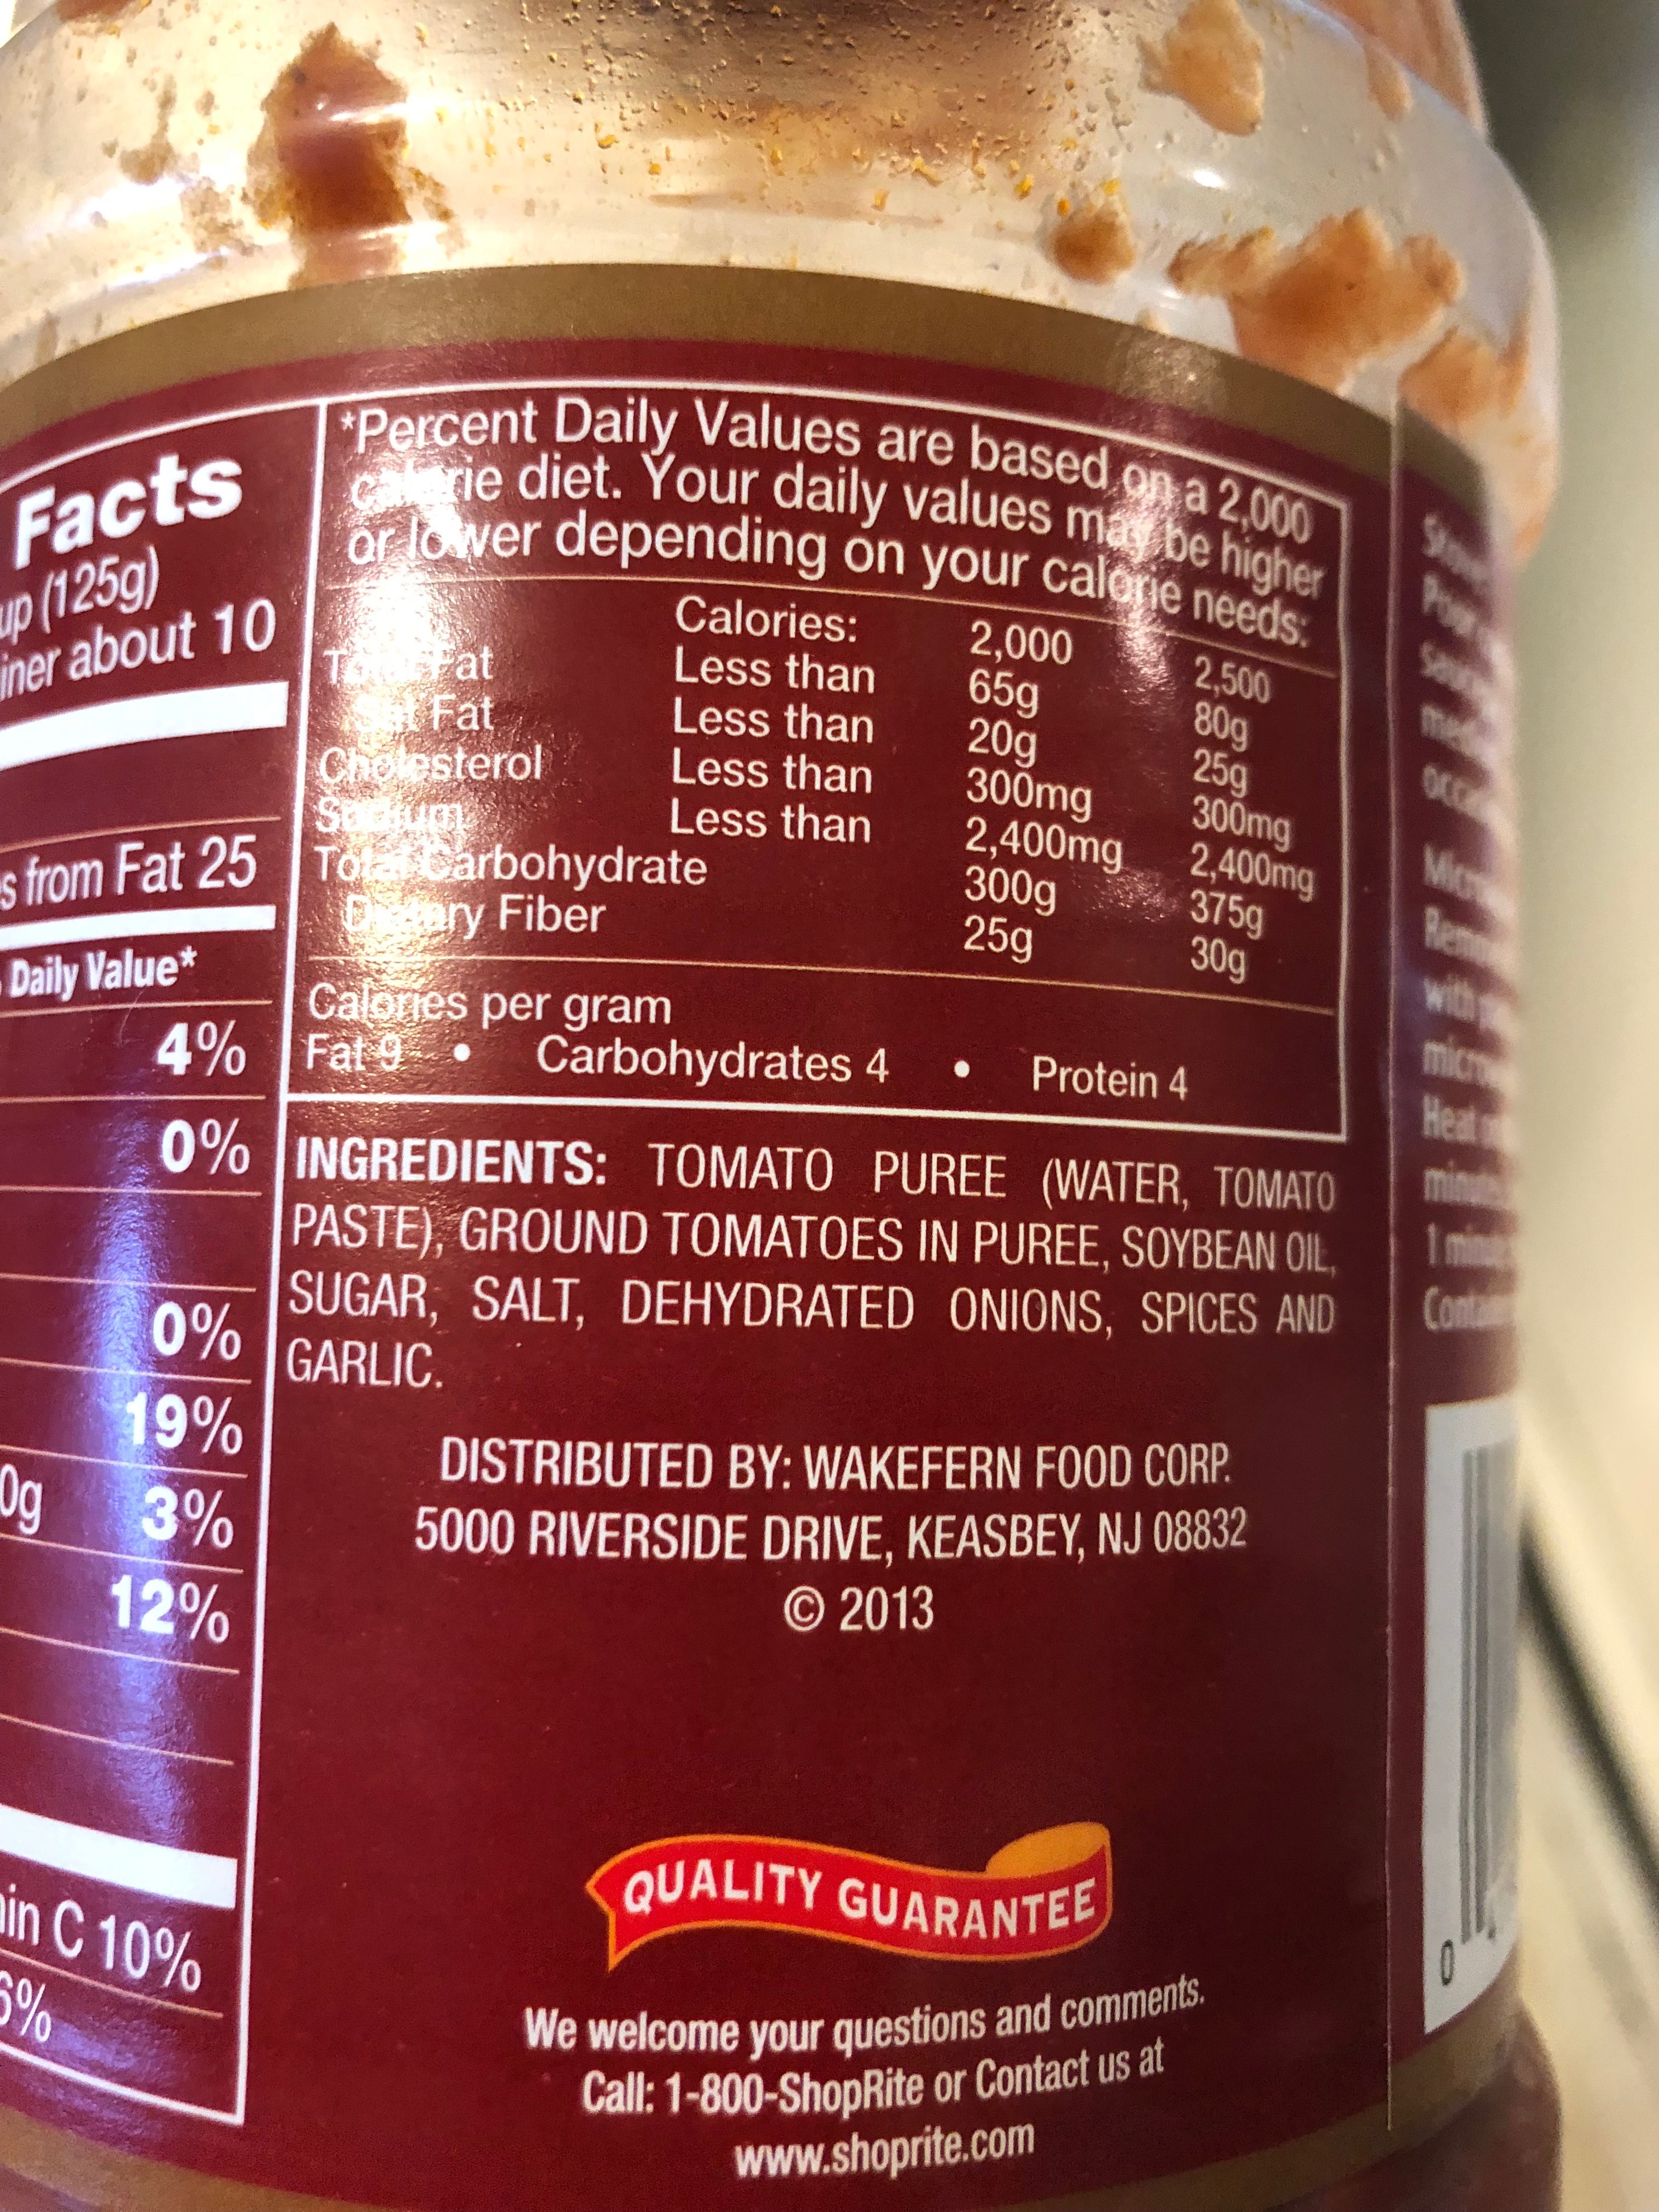 Facts
up (125g)
iner about 10
s from Fat 25
Daily Value*
4%
0%
0%
19%
0g 3%
12%
in C 10%
6%
*Percent Daily Values are based on a 2,000
calorie diet. Your daily values may be higher
or lower depending on your calorie needs:
Calories: 2,000 2,500
Total Fat Less than 65g 80g
Sat Fat Less than 20g 25g
Cholesterol Less than 300mg 300mg
Sodium Less than 2,400mg 2,400mg
Total Carbohydrate 300g 375g
Dietary Fiber 25g 30g
Calories per gram
Fat 9 • Carbohydrates 4 • Protein 4
INGREDIENTS: TOMATO PUREE (WATER, TOMATO
PASTE), GROUND TOMATOES IN PUREE, SOYBEAN OIL,
SUGAR, SALT, DEHYDRATED ONIONS, SPICES AND
GARLIC.
DISTRIBUTED BY: WAKEFERN FOOD CORP.
5000 RIVERSIDE DRIVE, KEASBEY, NJ 08832
© 2013
QUALITY GUARANTEE
We welcome your questions and comments.
Call: 1-800-ShopRite or Contact us at
www.shoprite.com
with
Heat
1
0